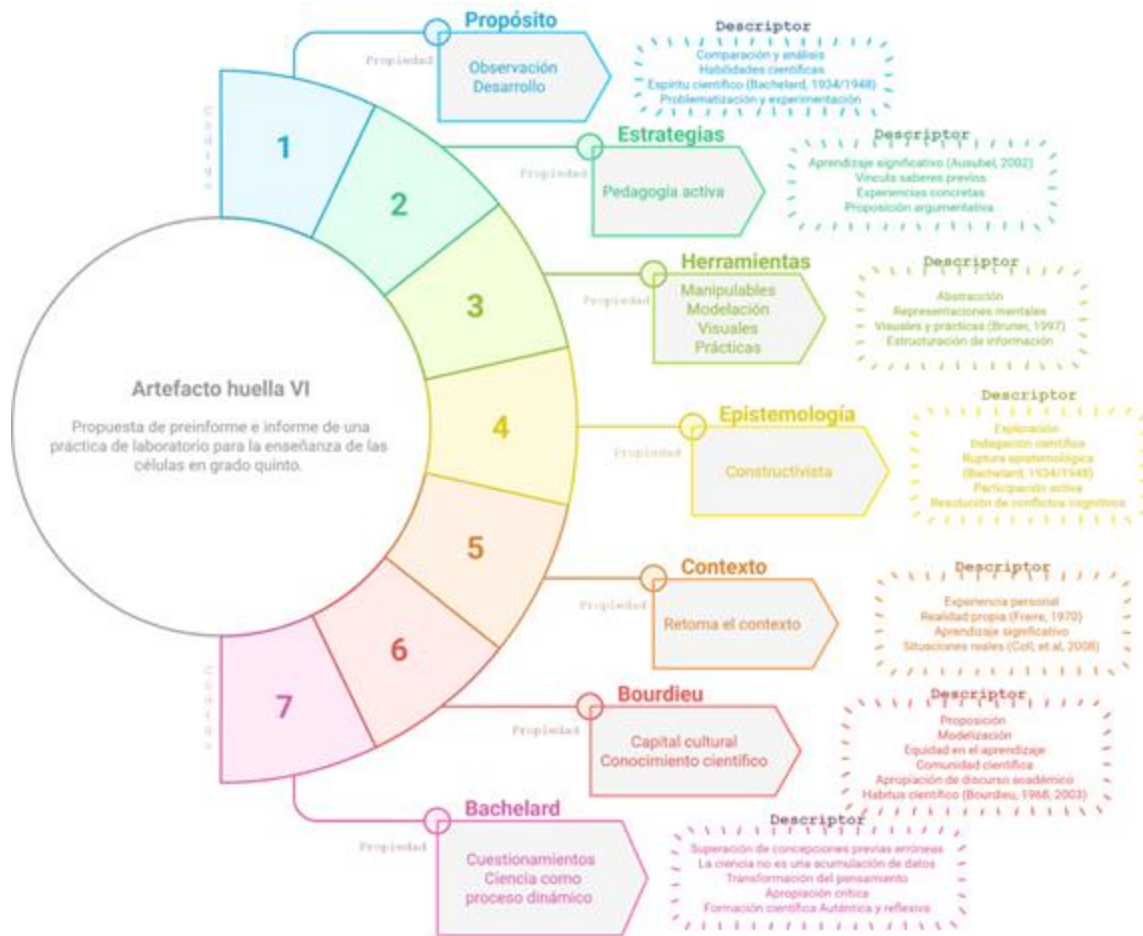 Propósito
Descriptor
Propiedad
Observación
Desarrollo
Comparación y análisis
Habilidades científicas
Espíritu científico (Bachelard, 1934/1948)
Problematización y experimentación
Código
1
Estrategias
Descriptor
Propiedad
Pedagogía activa
Aprendizaje significativo (Ausubel, 2002)
Vincula saberes previos
Experiencias concretas
Proposición argumentativa
2
Herramientas
Descriptor
Propiedad
Manipulables
Modelación
Visuales
Prácticas
Abstracción
Representaciones mentales
Visuales y prácticas (Bruner, 1997)
Estructuración de información
3
Artefacto huella VI
Propuesta de preinforme e informe de una
práctica de laboratorio para la enseñanza de las
células en grado quinto.
Epistemología
Descriptor
Propiedad
Constructivista
Exploración
Indagación científica
Ruptura epistemológica
(Bachelard, 1934/1948)
Participación activa
Resolución de conflictos cognitivos
4
Contexto
Descriptor
Propiedad
Retoma el contexto
Experiencia personal
Realidad propia (Freire, 1970)
Aprendizaje significativo
Situaciones reales (Coll, et al, 2008)
5
Bourdieu
Descriptor
Propiedad
Capital cultural
Conocimiento científico
Proposición
Modelización
Equidad en el aprendizaje
Comunidad científica
Apropiación de discurso académico
Habitus científico (Bourdieu, 1968, 2003)
6
Código
7
Bachelard
Descriptor
Propiedad
Cuestionamientos
Ciencia como
proceso dinámico
Superación de concepciones previas erróneas
La ciencia no es una acumulación de datos
Transformación del pensamiento
Apropiación crítica
Formación científica Auténtica y reflexiva